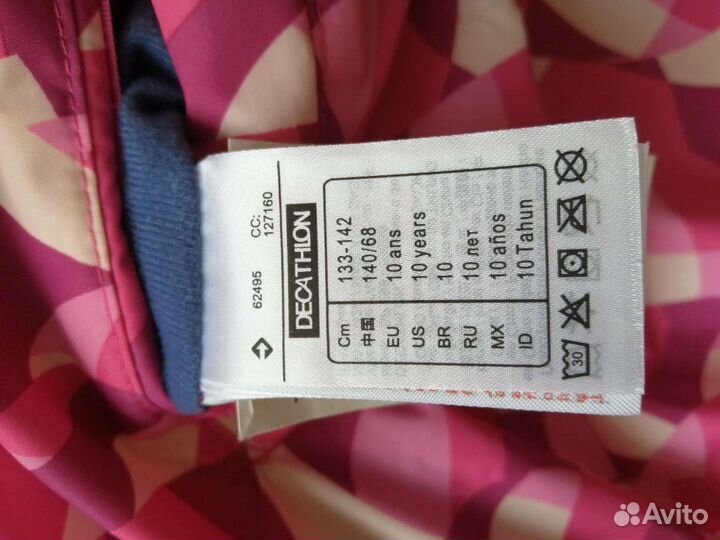 62495
CC:
127160
DECATHLON
Cm 133-142
中国 140/68
EU 10 ans
US 10 years
BR 10
RU 10 лет
MX 10 años
ID 10 Tahun
30
Avito